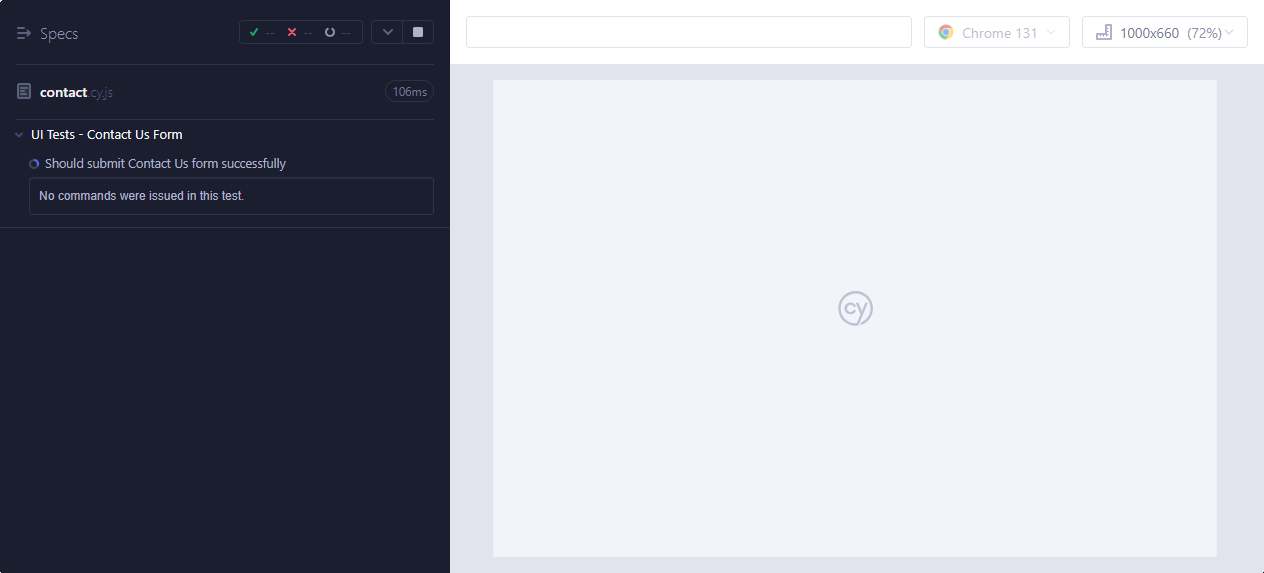 Specs
-- -- --
contact.cy.js
106ms
UI Tests - Contact Us Form
Should submit Contact Us form successfully
No commands were issued in this test.
Chrome 131
1000x660 (72%)
cy